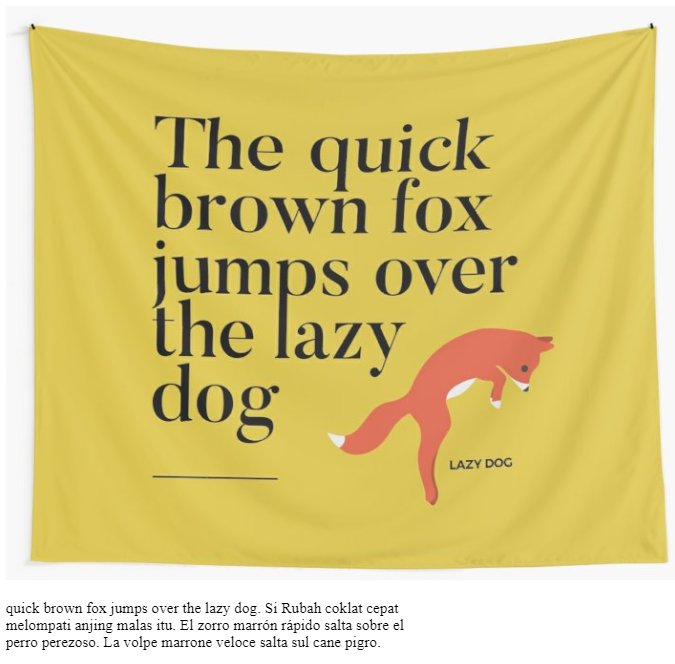 The quick
brown fox
jumps over
the lazy
dog
LAZY DOG
quick brown fox jumps over the lazy dog. Si Rubah coklat cepat
melompati anjing malas itu. El zorro marrón rápido salta sobre el
perro perezoso. La volpe marrone veloce salta sul cane pigro.